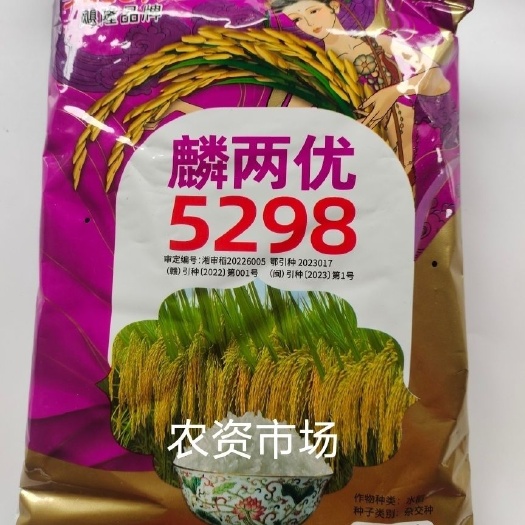 品牌
麟两优
5298
审定编号:湘审稻20226005 鄂引种 2023017
(赣)引种(2022)第001号 (闽)引种(2023)第1号
农资市场
作物种类: 水稻
种子类别: 杂交种